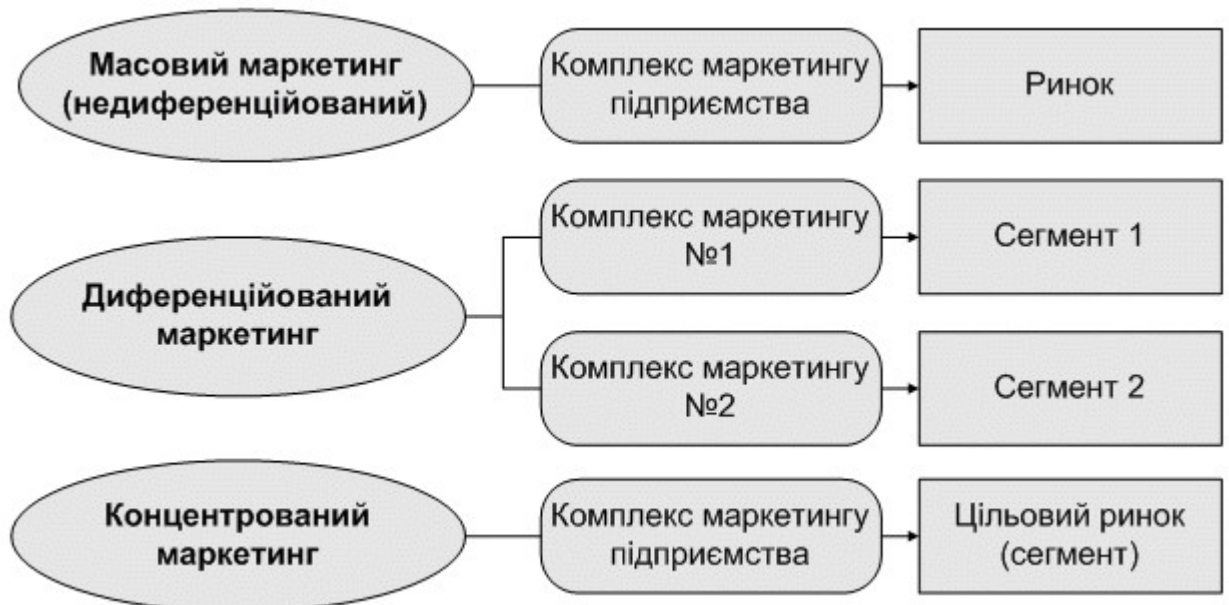 Масовий маркетинг
(недиференційований)
Комплекс маркетингу
підприємства
Ринок
Диференційований
маркетинг
Комплекс маркетингу
№1
Сегмент 1
Комплекс маркетингу
№2
Сегмент 2
Концентрований
маркетинг
Комплекс маркетингу
підприємства
Цільовий ринок
(сегмент)